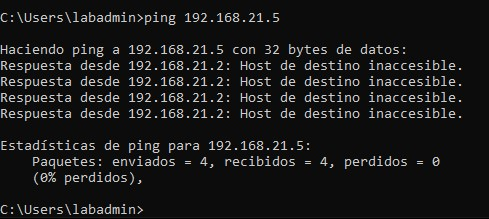 C:\Users\labadmin>ping 192.168.21.5
Haciendo ping a 192.168.21.5 con 32 bytes de datos:
Respuesta desde 192.168.21.2: Host de destino inaccesible.
Respuesta desde 192.168.21.2: Host de destino inaccesible.
Respuesta desde 192.168.21.2: Host de destino inaccesible.
Respuesta desde 192.168.21.2: Host de destino inaccesible.
Estadísticas de ping para 192.168.21.5:
    Paquetes: enviados = 4, recibidos = 4, perdidos = 0
    (0% perdidos),
C:\Users\labadmin>